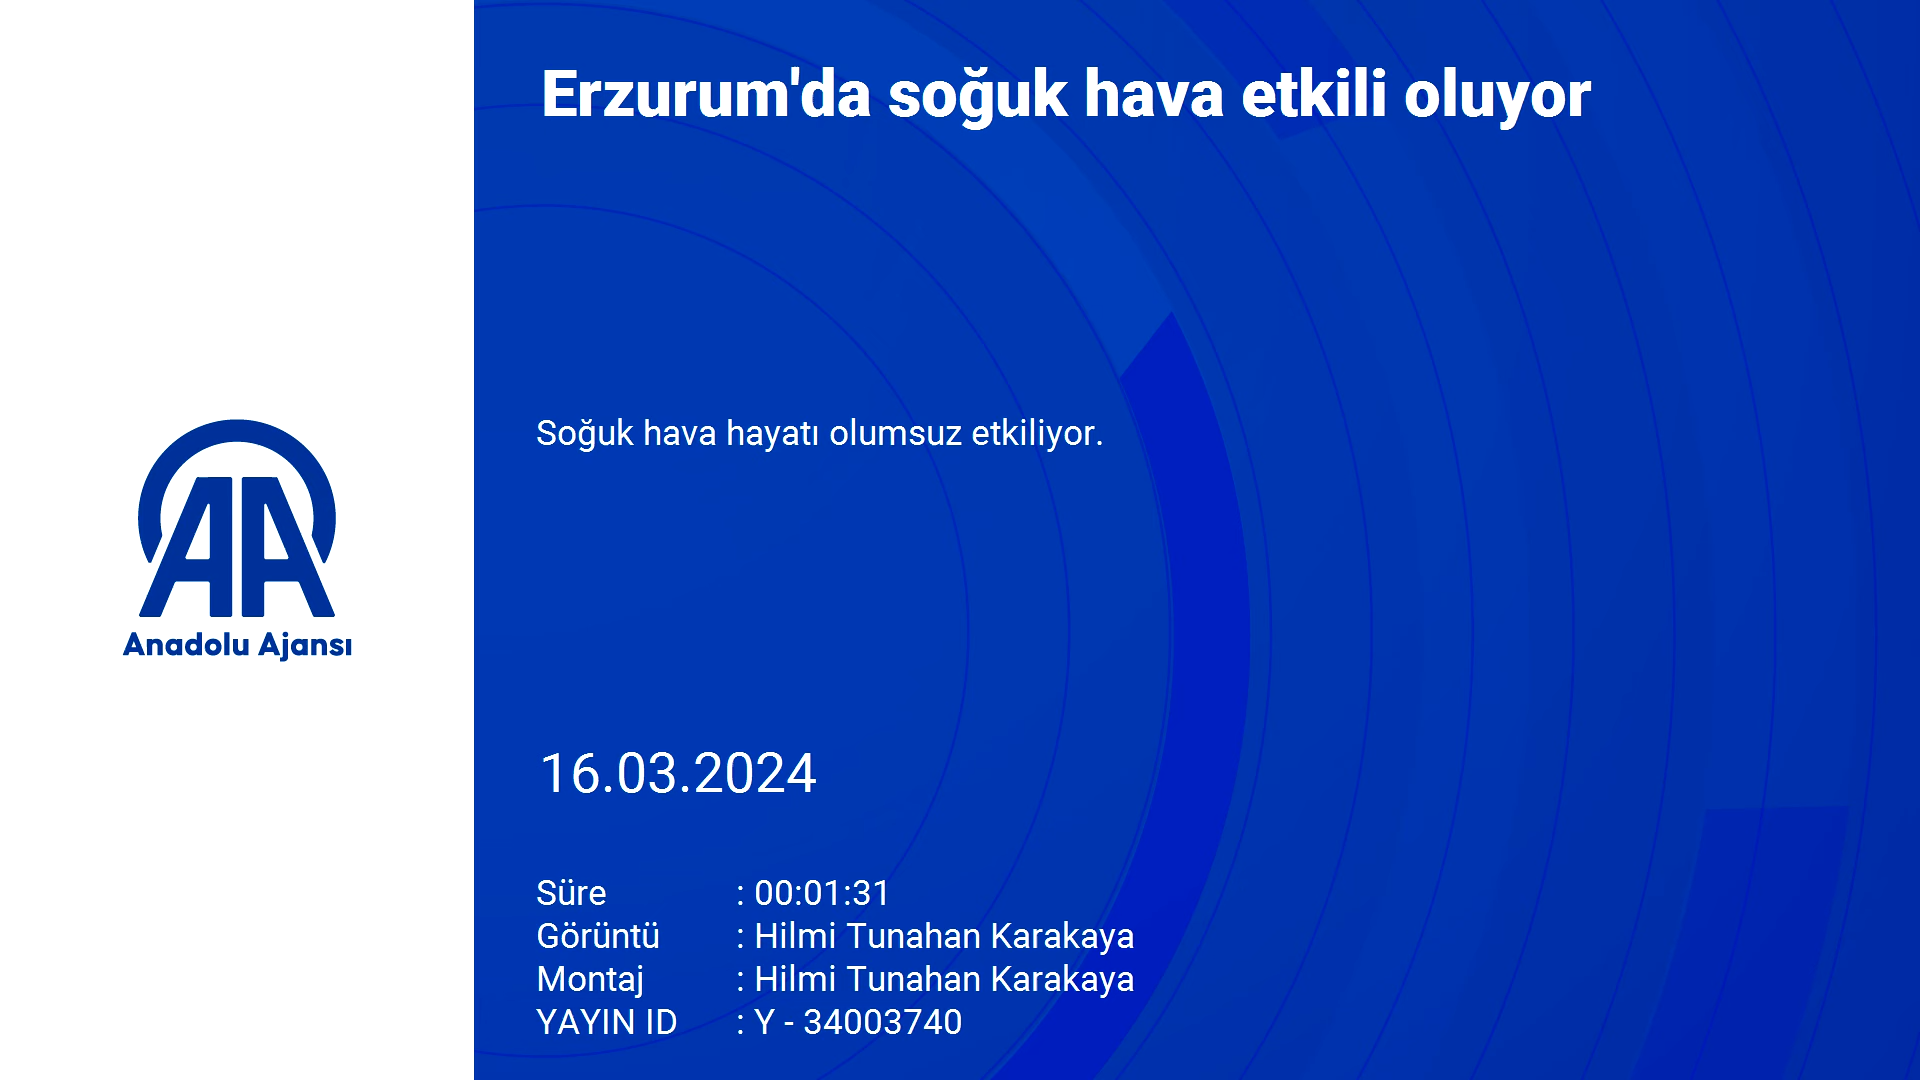 Erzurum'da soğuk hava etkili oluyor
Soğuk hava hayatı olumsuz etkiliyor.
AA
Anadolu Ajansı
16.03.2024
Süre : 00:01:31
Görüntü : Hilmi Tunahan Karakaya
Montaj : Hilmi Tunahan Karakaya
YAYIN ID : Y - 34003740